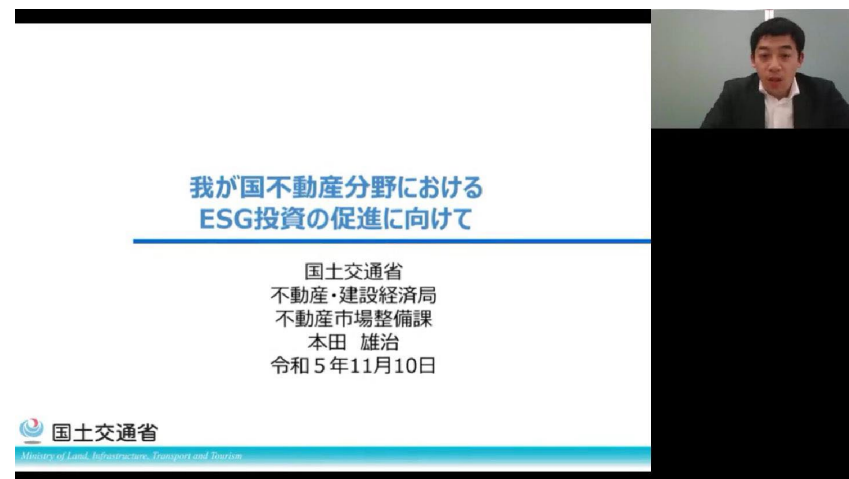 我が国不動産分野における
ESG投資の促進に向けて
国土交通省
不動産・建設経済局
不動産市場整備課
本田　雄治
令和５年11月10日
国土交通省
Ministry of Land, Infrastructure, Transport and Tourism